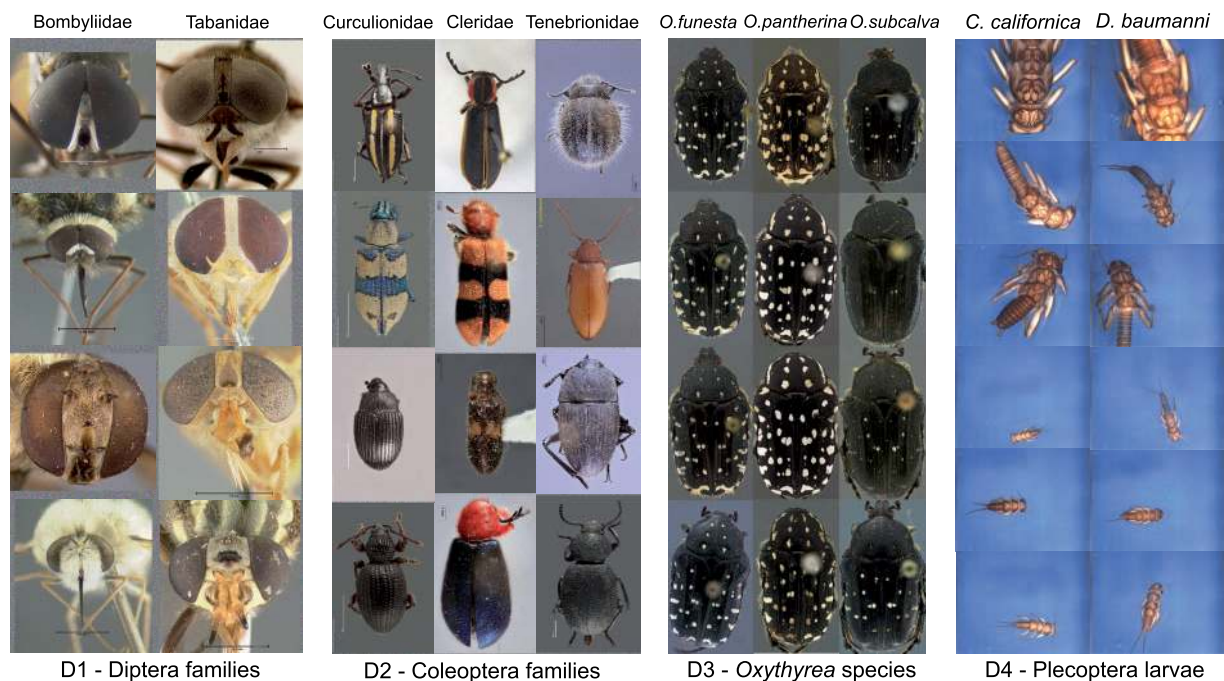 Bombyliidae Tabanidae Curculionidae Cleridae Tenebrionidae O.funesta O.pantherina O.subcalva C. californica D. baumanni
D1 - Diptera families D2 - Coleoptera families D3 - Oxythyrea species D4 - Plecoptera larvae